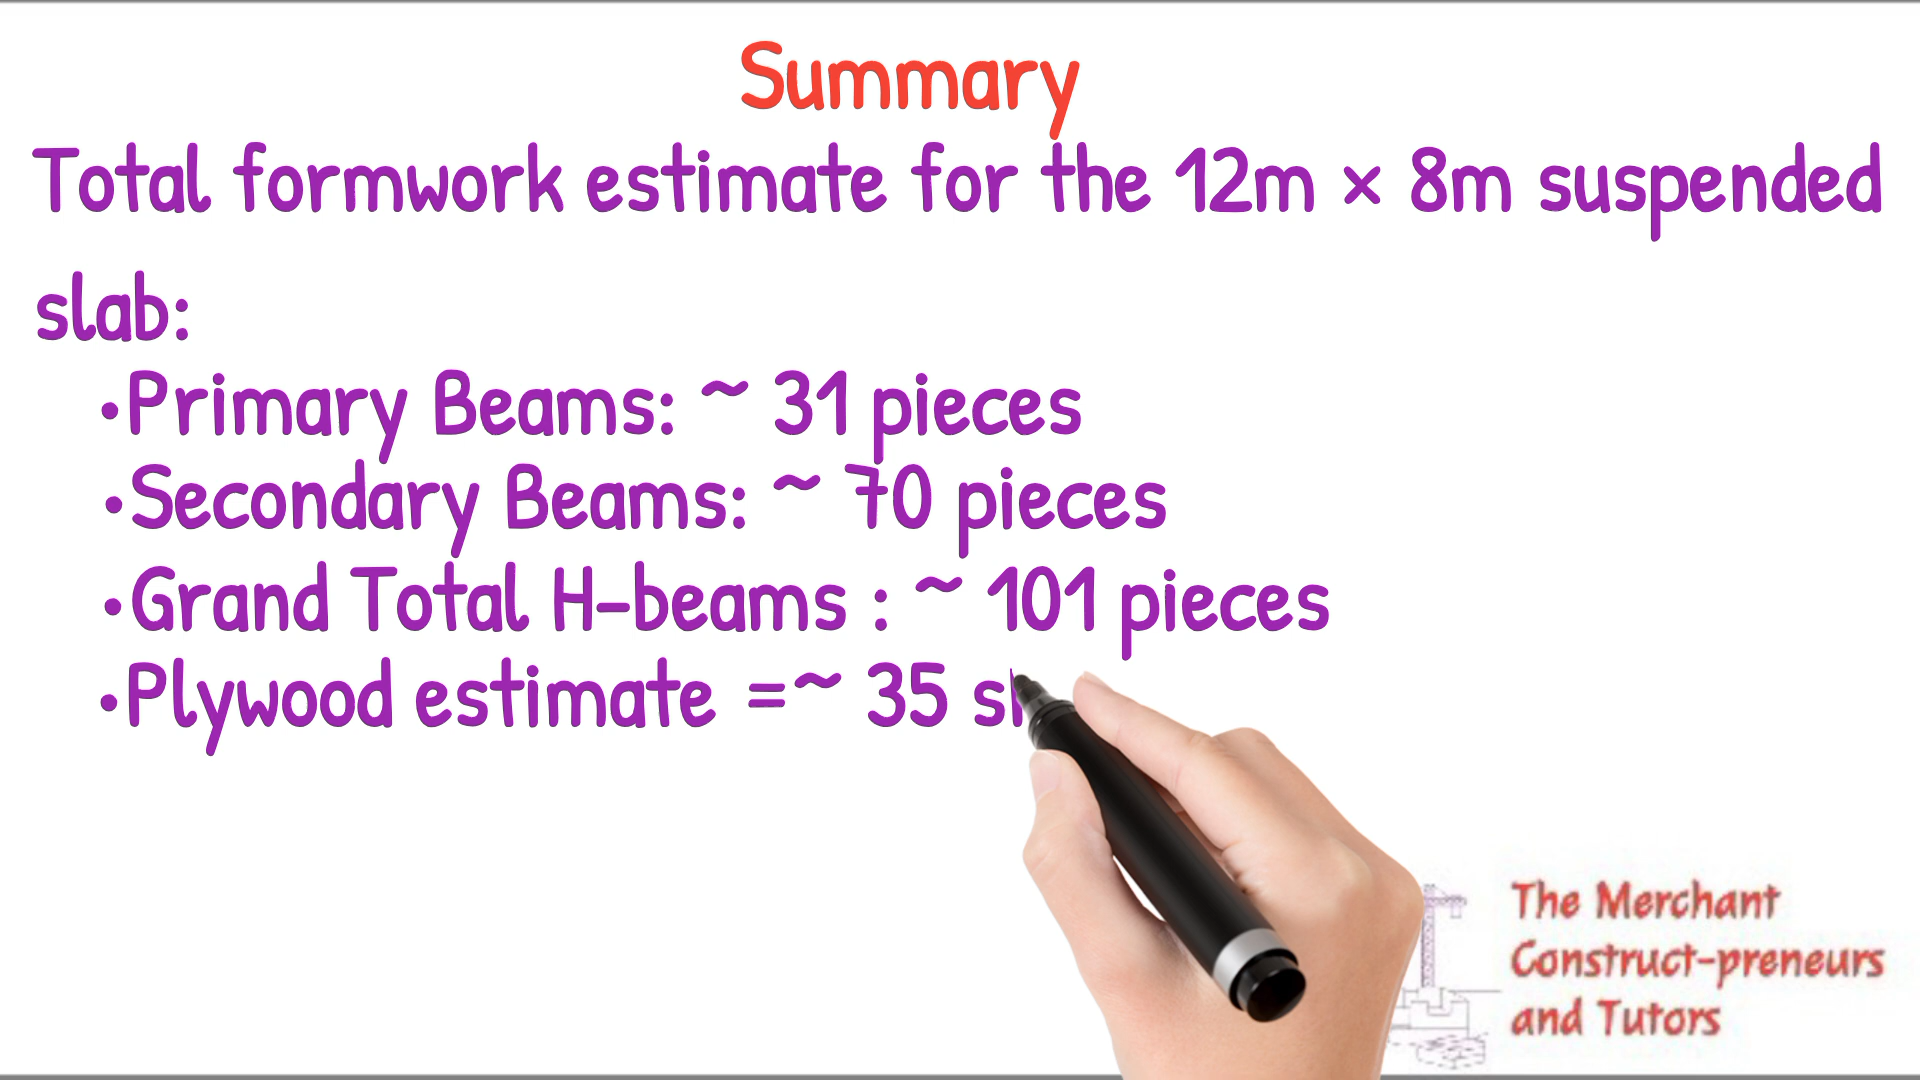 Summary
Total formwork estimate for the 12m × 8m suspended
slab:
•Primary Beams: ~ 31 pieces
•Secondary Beams: ~ 70 pieces
•Grand Total H-beams : ~ 101 pieces
•Plywood estimate =~ 35
The Merchant
Construct-preneurs
and Tutors